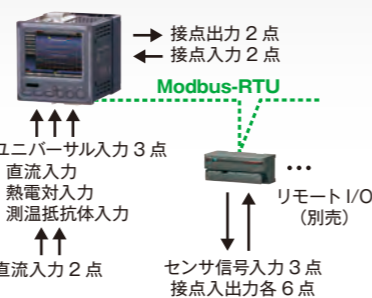 接点出力 2 点
接点入力 2 点
Modbus-RTU
ユニバーサル入力 3 点
直流入力
熱電対入力
測温抵抗体入力
直流入力 2 点
…
リモート I/O
（別売）
センサ信号入力 3 点
接点入出力各 6 点